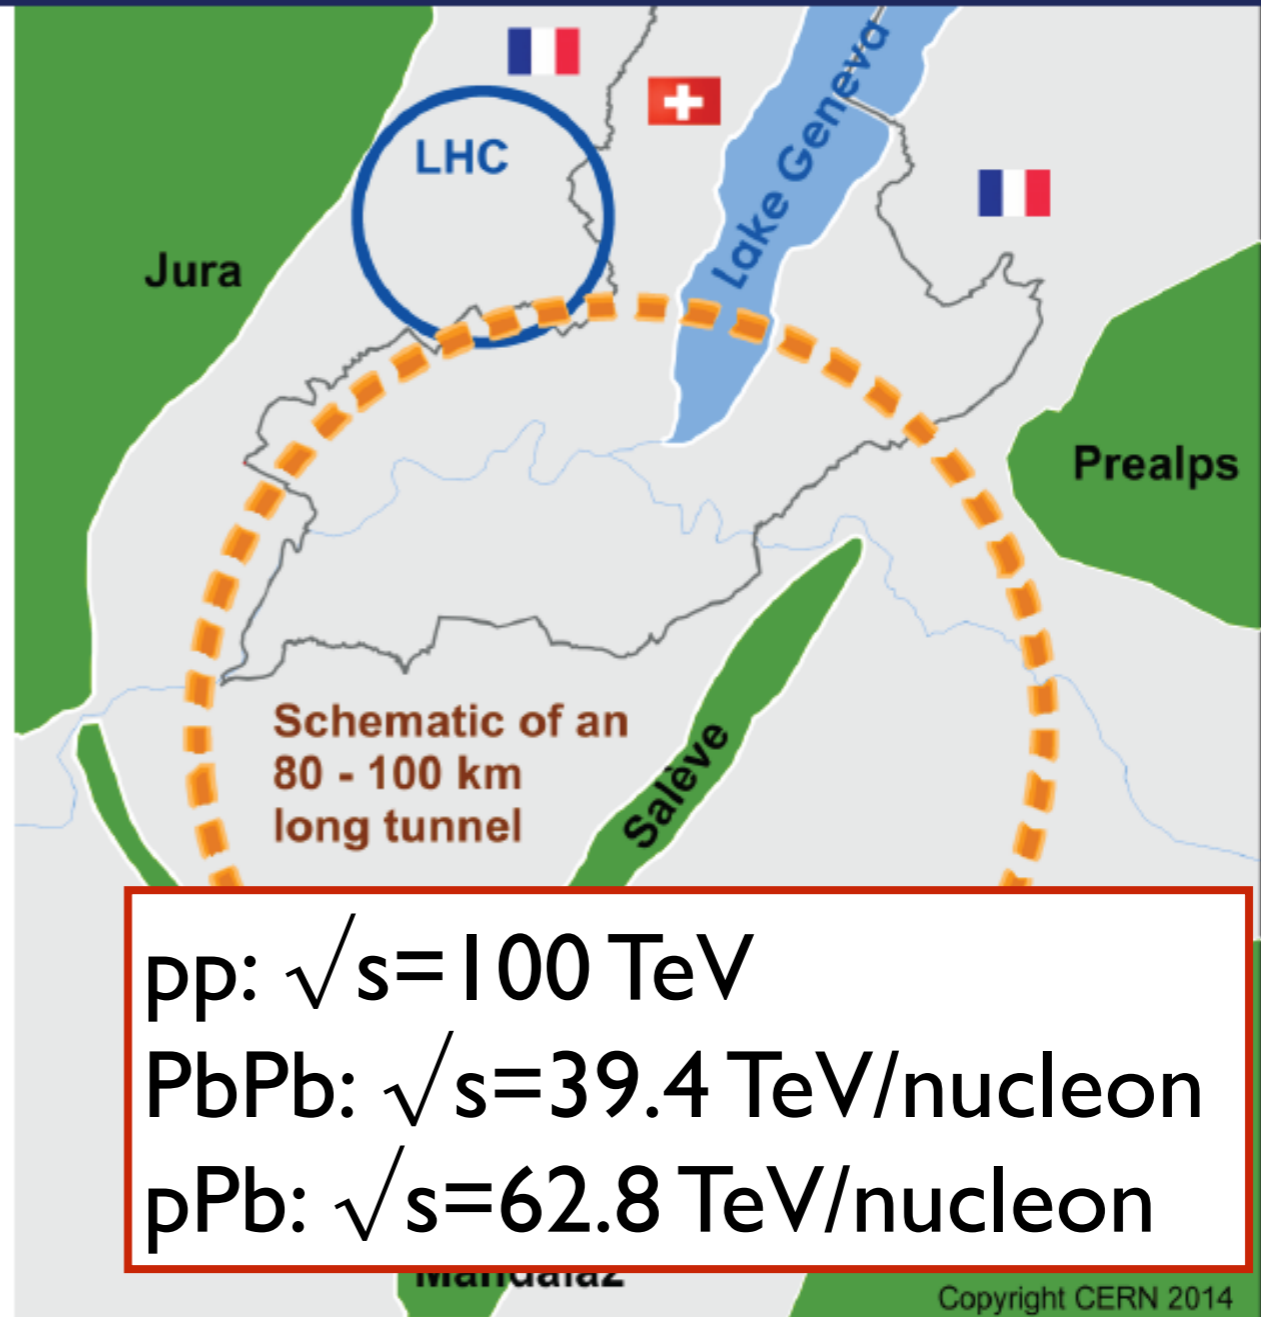 LHC
Lake Geneva
Jura
Prealps
Schematic of an
80 - 100 km
long tunnel
Salève
pp: √s=100 TeV
PbPb: √s=39.4 TeV/nucleon
pPb: √s=62.8 TeV/nucleon
Copyright CERN 2014